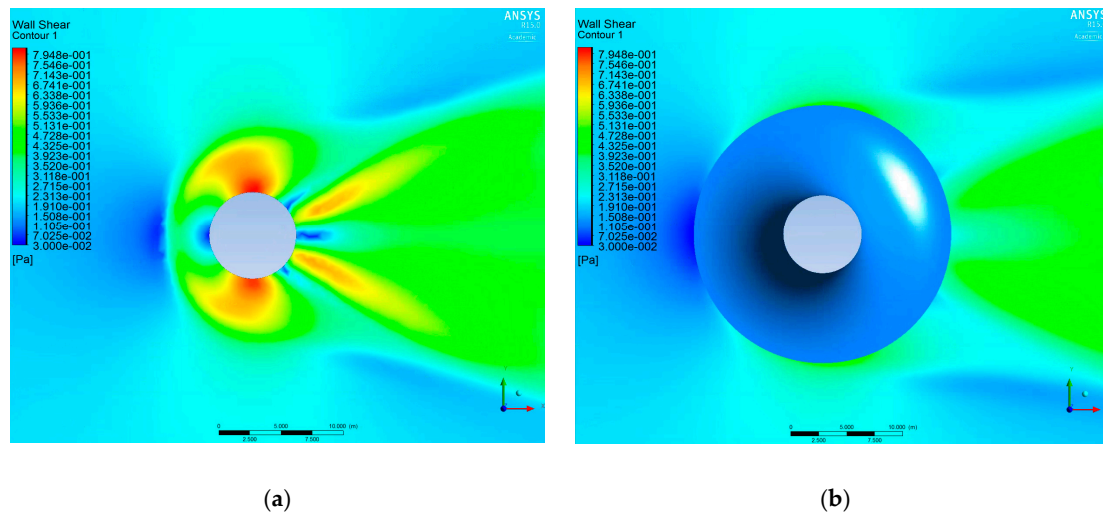 Wall Shear
Contour 1
7.948e-001
7.546e-001
7.143e-001
6.741e-001
6.338e-001
5.936e-001
5.533e-001
5.131e-001
4.728e-001
4.325e-001
3.923e-001
3.520e-001
3.118e-001
2.715e-001
2.313e-001
1.910e-001
1.508e-001
1.105e-001
7.025e-002
3.000e-002
[Pa]
ANSYS
R15.0
Academic
0 5.000 10.000 (m)
2.500 7.500
(a)
Wall Shear
Contour 1
7.948e-001
7.546e-001
7.143e-001
6.741e-001
6.338e-001
5.936e-001
5.533e-001
5.131e-001
4.728e-001
4.325e-001
3.923e-001
3.520e-001
3.118e-001
2.715e-001
2.313e-001
1.910e-001
1.508e-001
1.105e-001
7.025e-002
3.000e-002
[Pa]
ANSYS
R15.0
Academic
0 5.000 10.000 (m)
2.500 7.500
(b)